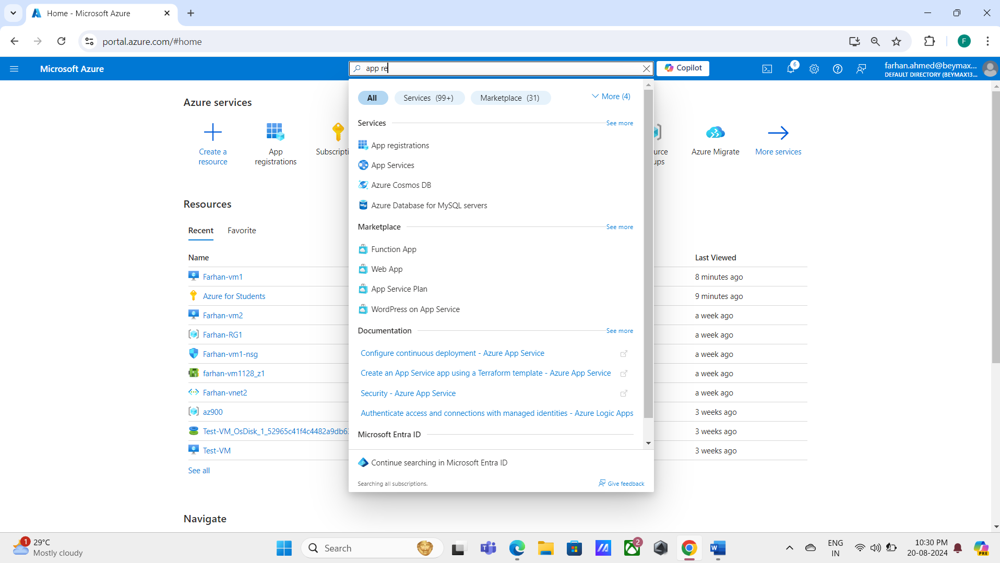 Home - Microsoft Azure
portal.azure.com/#home
F
Microsoft Azure
app re
Copilot
6
farhan.ahmed@beymax...
DEFAULT DIRECTORY (BEYMAX13...
All
Services (99+)
Marketplace (31)
More (4)
Services
See more
App registrations
App Services
Azure Cosmos DB
My
Azure Database for MySQL servers
Marketplace
See more
Function App
Web App
App Service Plan
WordPress on App Service
Documentation
See more
Configure continuous deployment - Azure App Service
Create an App Service app using a Terraform template - Azure App Service
Security - Azure App Service
Authenticate access and connections with managed identities - Azure Logic Apps
Microsoft Entra ID
Continue searching in Microsoft Entra ID
Searching all subscriptions.
Give feedback
Azure services
Create a
resource
App
registrations
Subscripti
urce
ups
Azure Migrate
More services
Resources
Recent
Favorite
Name
Last Viewed
Farhan-vm1
8 minutes ago
Azure for Students
9 minutes ago
Farhan-vm2
a week ago
Farhan-RG1
a week ago
Farhan-vm1-nsg
a week ago
farhan-vm1128_z1
a week ago
Farhan-vnet2
a week ago
az900
3 weeks ago
Test-VM_OsDisk_1_52965c41f4c4482a9db6
3 weeks ago
Test-VM
3 weeks ago
See all
Navigate
1
29°C
Mostly cloudy
Search
T
2
W
ENG
IN
10:30 PM
20-08-2024
PRE